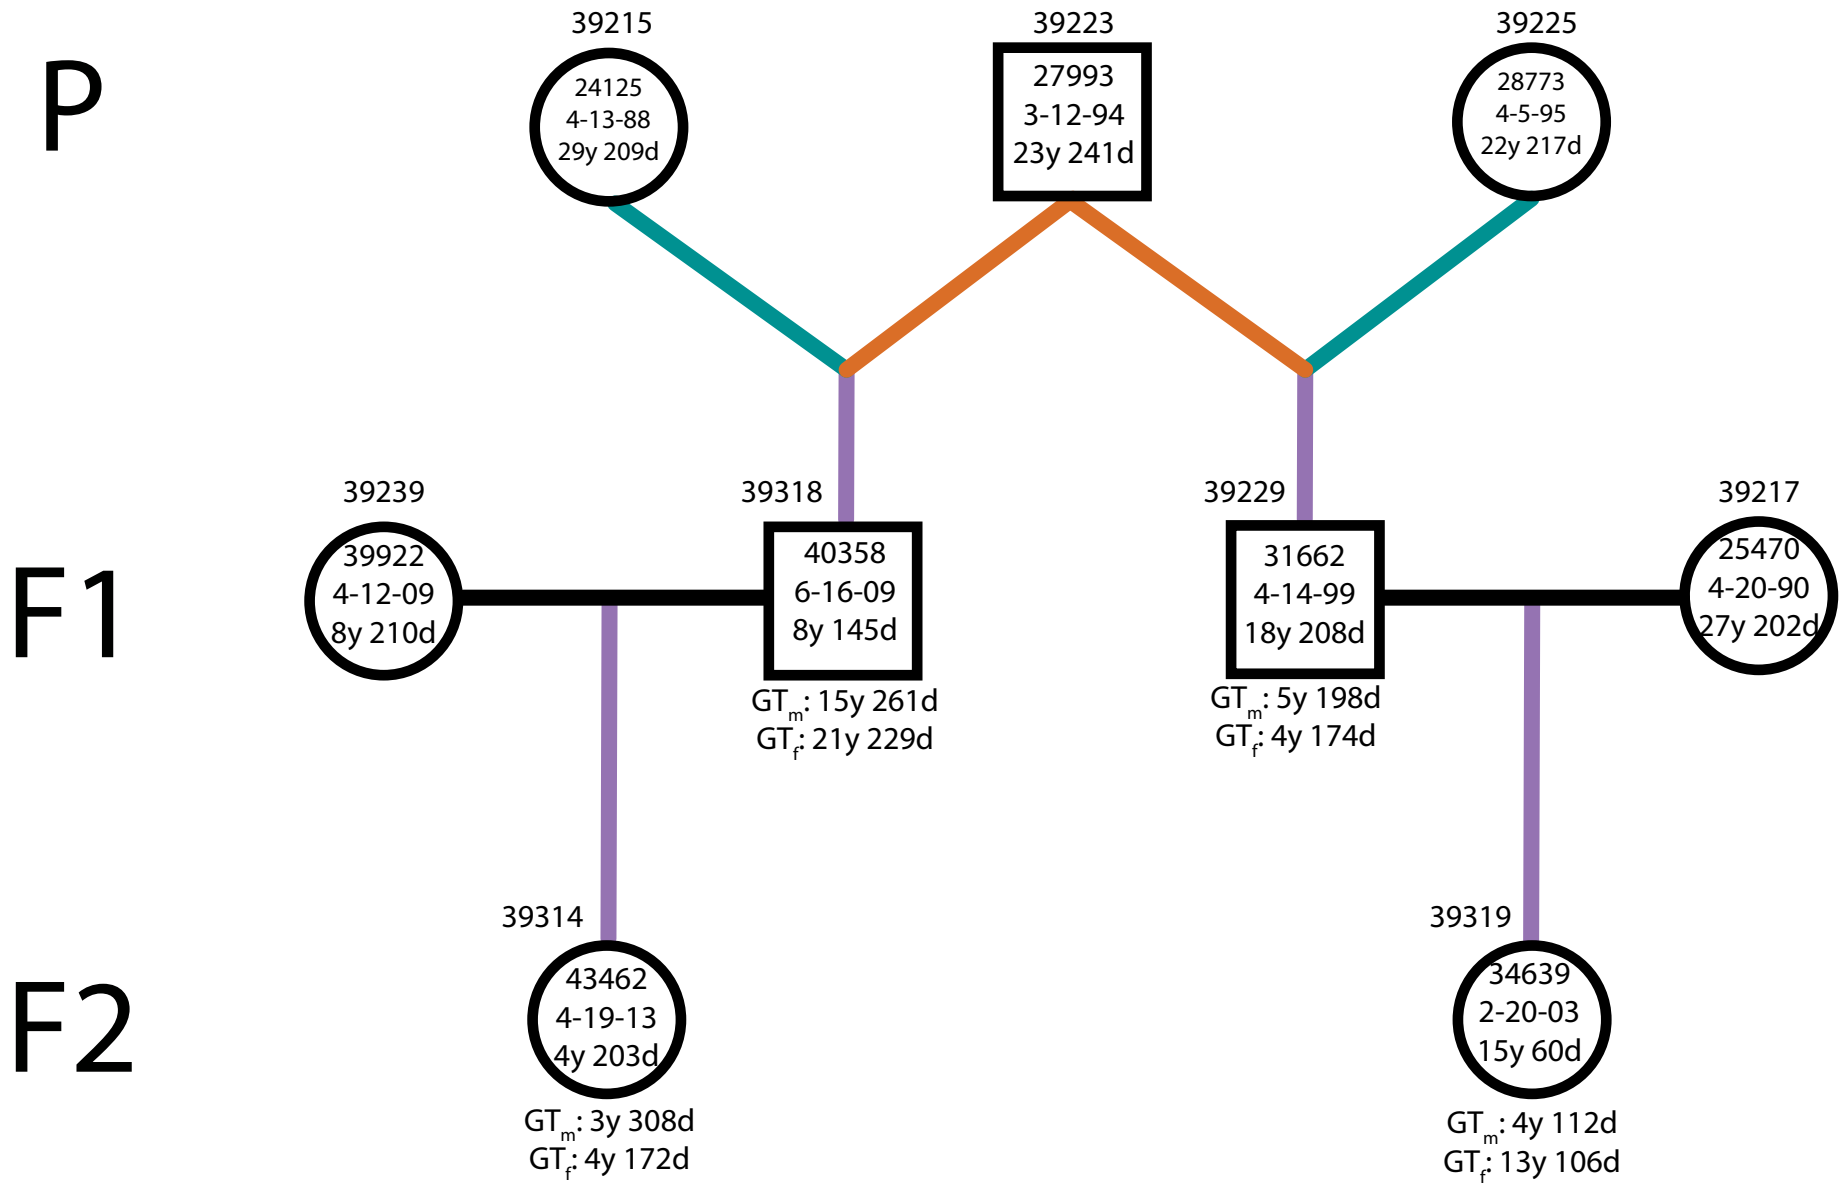 P
39215
24125
4-13-88
29y 209d
39223
27993
3-12-94
23y 241d
39225
28773
4-5-95
22y 217d
F1
39239
39922
4-12-09
8y 210d
39318
40358
6-16-09
8y 145d
GTm: 15y 261d
GTf: 21y 229d
39229
31662
4-14-99
18y 208d
GTm: 5y 198d
GTf: 4y 174d
39217
25470
4-20-90
27y 202d
F2
39314
43462
4-19-13
4y 203d
GTm: 3y 308d
GTf: 4y 172d
39319
34639
2-20-03
15y 60d
GTm: 4y 112d
GTf: 13y 106d